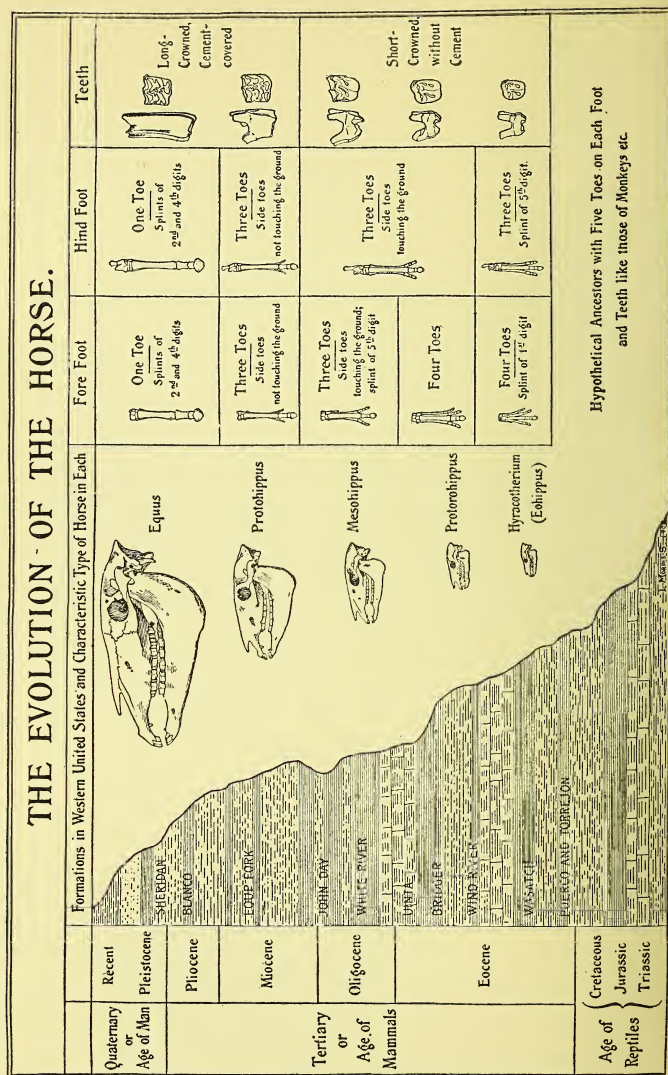 THE EVOLUTION OF THE HORSE.
Formations in Western United States and Characteristic Type of Horse in Each
Fore Foot
Hind Foot
Teeth
Quaternary
or
Age of Man
Recent
Pleistocene
SHERIDAN
Equus
One Toe
Splints of
2nd and 4th digits
One Toe
Splints of
2nd and 4th digits
Long-
Crowned,
Cement-
covered
Tertiary
or
Age of
Mammals
Pliocene
BLANCO
Miocene
LOUP FORK
Protohippus
Three Toes
Side toes
not touching the ground
Three Toes
Side toes
not touching the ground
Oligocene
JOHN DAY
WHITE RIVER
Mesohippus
Three Toes
Side toes
touching the ground;
splint of 5th digit
Three Toes
Side toes
touching the ground
Short-
Crowned,
without
Cement
Eocene
UINTA
BRIDGER
WIND RIVER
WASATCH
PUERCO AND TORREJON
Protorohippus
Four Toes
Hyracotherium
(Eohippus)
Four Toes
Splint of 1st digit
Three Toes
Splint of 5th digit.
Age of
Reptiles
Cretaceous
Jurassic
Triassic
Hypothetical Ancestors with Five Toes on Each Foot
and Teeth like those of Monkeys etc.